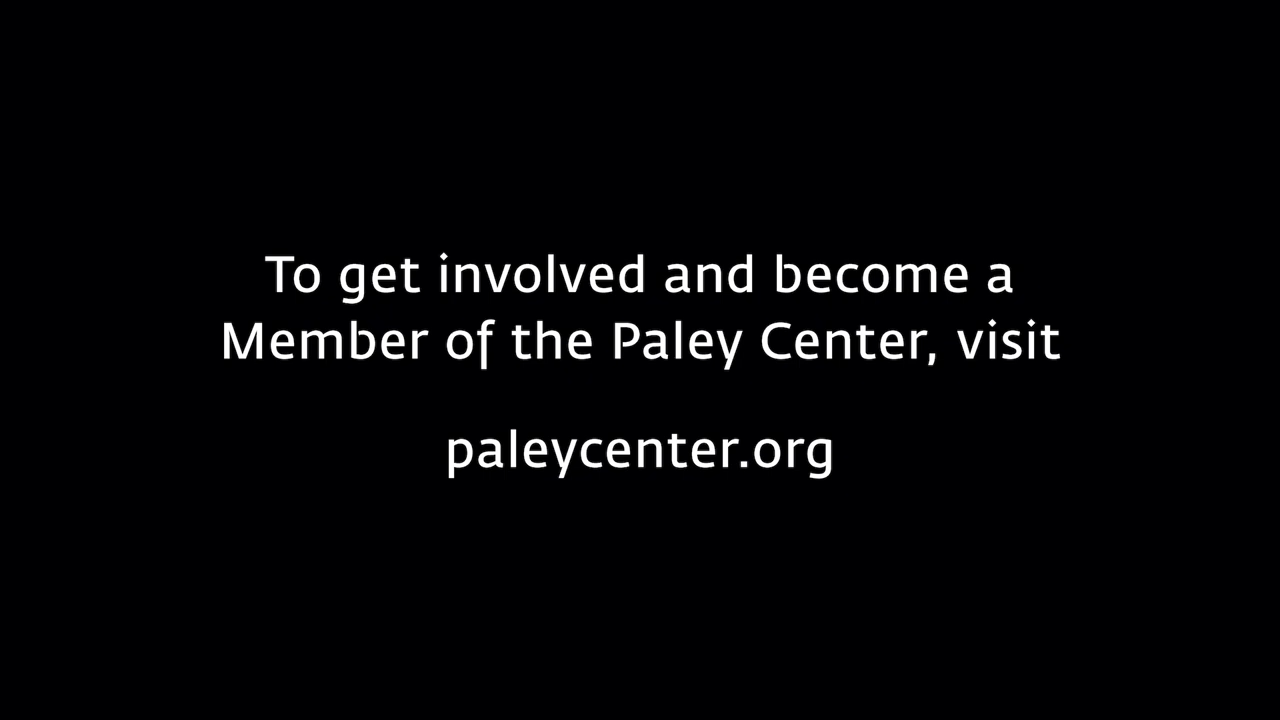 To get involved and become a
Member of the Paley Center, visit
paleycenter.org